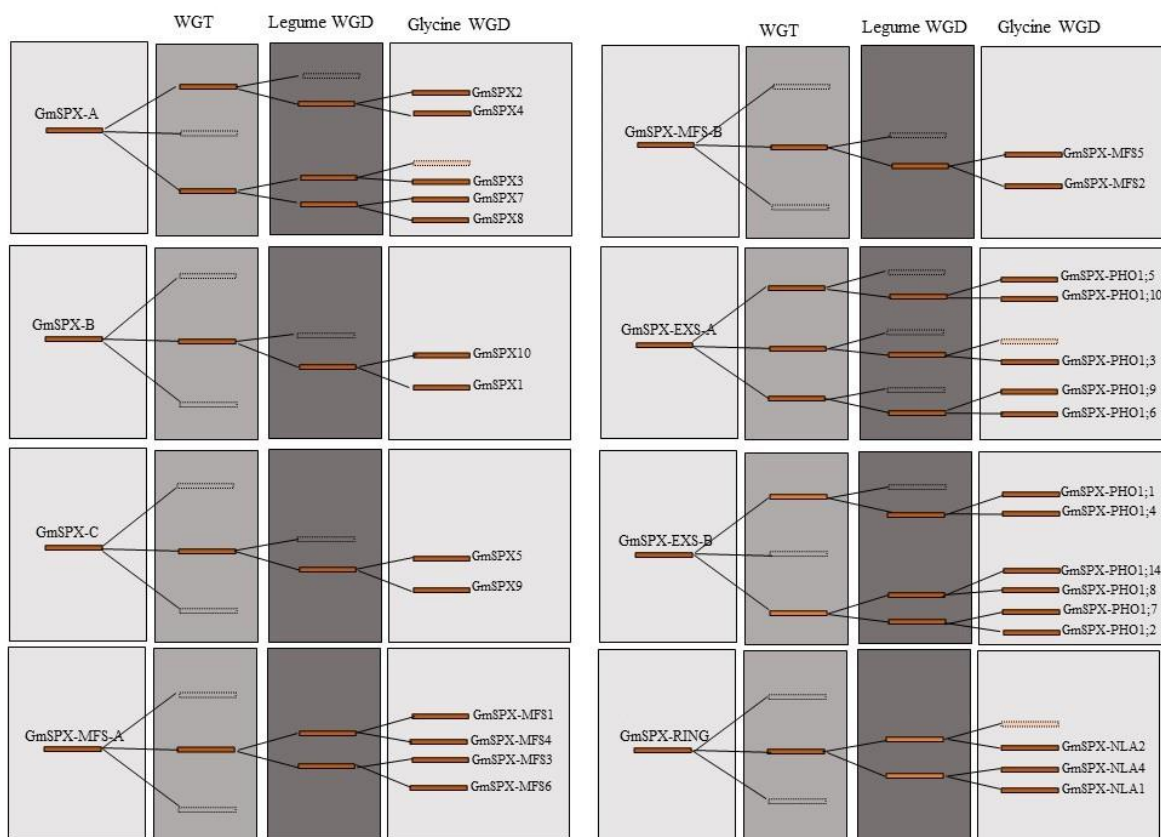 WGT
Legume WGD
Glycine WGD
GmSPX-A
GmSPX2
GmSPX4
GmSPX3
GmSPX7
GmSPX8
GmSPX-B
GmSPX10
GmSPX1
GmSPX-C
GmSPX5
GmSPX9
GmSPX-MFS-A
GmSPX-MFS1
GmSPX-MFS4
GmSPX-MFS3
GmSPX-MFS6
WGT
Legume WGD
Glycine WGD
GmSPX-MFS-B
GmSPX-MFS5
GmSPX-MFS2
GmSPX-EXS-A
GmSPX-PHO1;5
GmSPX-PHO1;10
GmSPX-PHO1;3
GmSPX-PHO1;9
GmSPX-PHO1;6
GmSPX-EXS-B
GmSPX-PHO1;1
GmSPX-PHO1;4
GmSPX-PHO1;14
GmSPX-PHO1;8
GmSPX-PHO1;7
GmSPX-PHO1;2
GmSPX-RING
GmSPX-NLA2
GmSPX-NLA4
GmSPX-NLA1